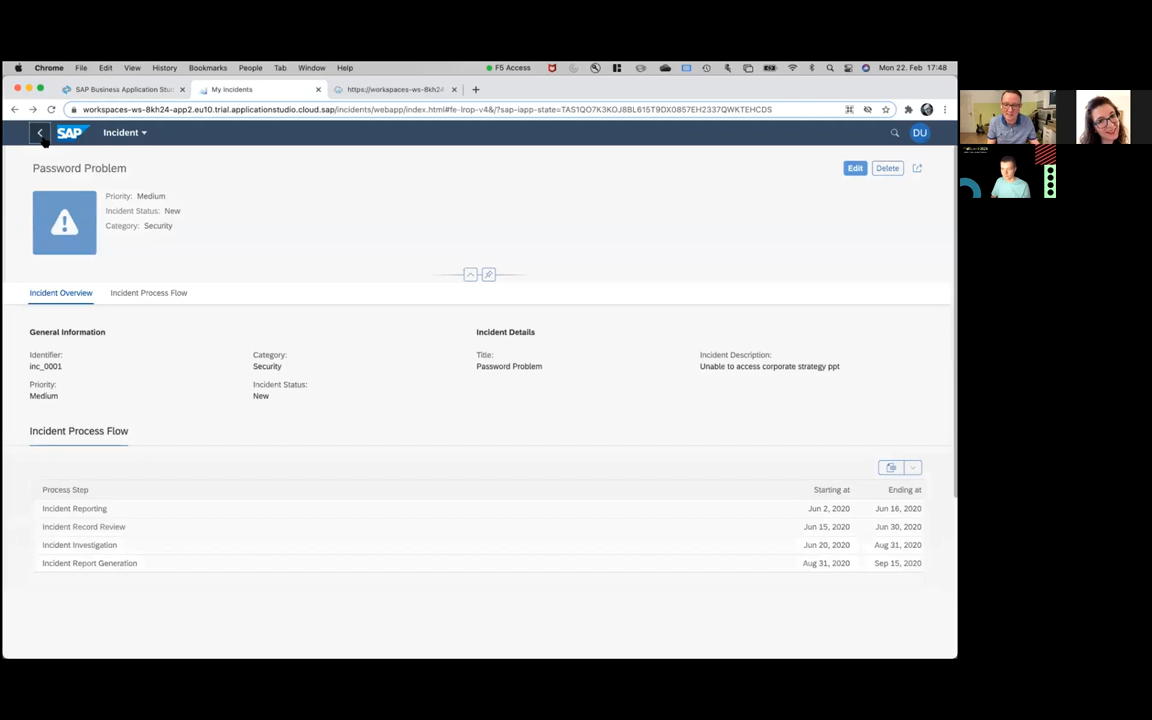 Chrome File Edit View History Bookmarks People Tab Window Help F5 Access Mon 22. Feb 17:48
SAP Business Application Stu My Incidents https://workspaces-ws-8kh24-
workspaces-ws-8kh24-app2.eu10.trial.applicationstudio.cloud.sap/incidents/webapp/index.html#fe-lrop-v4&/?sap-iapp-state=TAS1QO7K3KOJ8BL615T9DX0857EH2337QWKTEHCDS
SAP Incident DU
Password Problem Edit Delete
Priority: Medium
Incident Status: New
Category: Security
Incident Overview Incident Process Flow
General Information Incident Details
Identifier: Category: Title: Incident Description:
inc_0001 Security Password Problem Unable to access corporate strategy ppt
Priority: Incident Status:
Medium New
Incident Process Flow
Process Step Starting at Ending at
Incident Reporting Jun 2, 2020 Jun 16, 2020
Incident Record Review Jun 15, 2020 Jun 30, 2020
Incident Investigation Jun 20, 2020 Aug 31, 2020
Incident Report Generation Aug 31, 2020 Sep 15, 2020